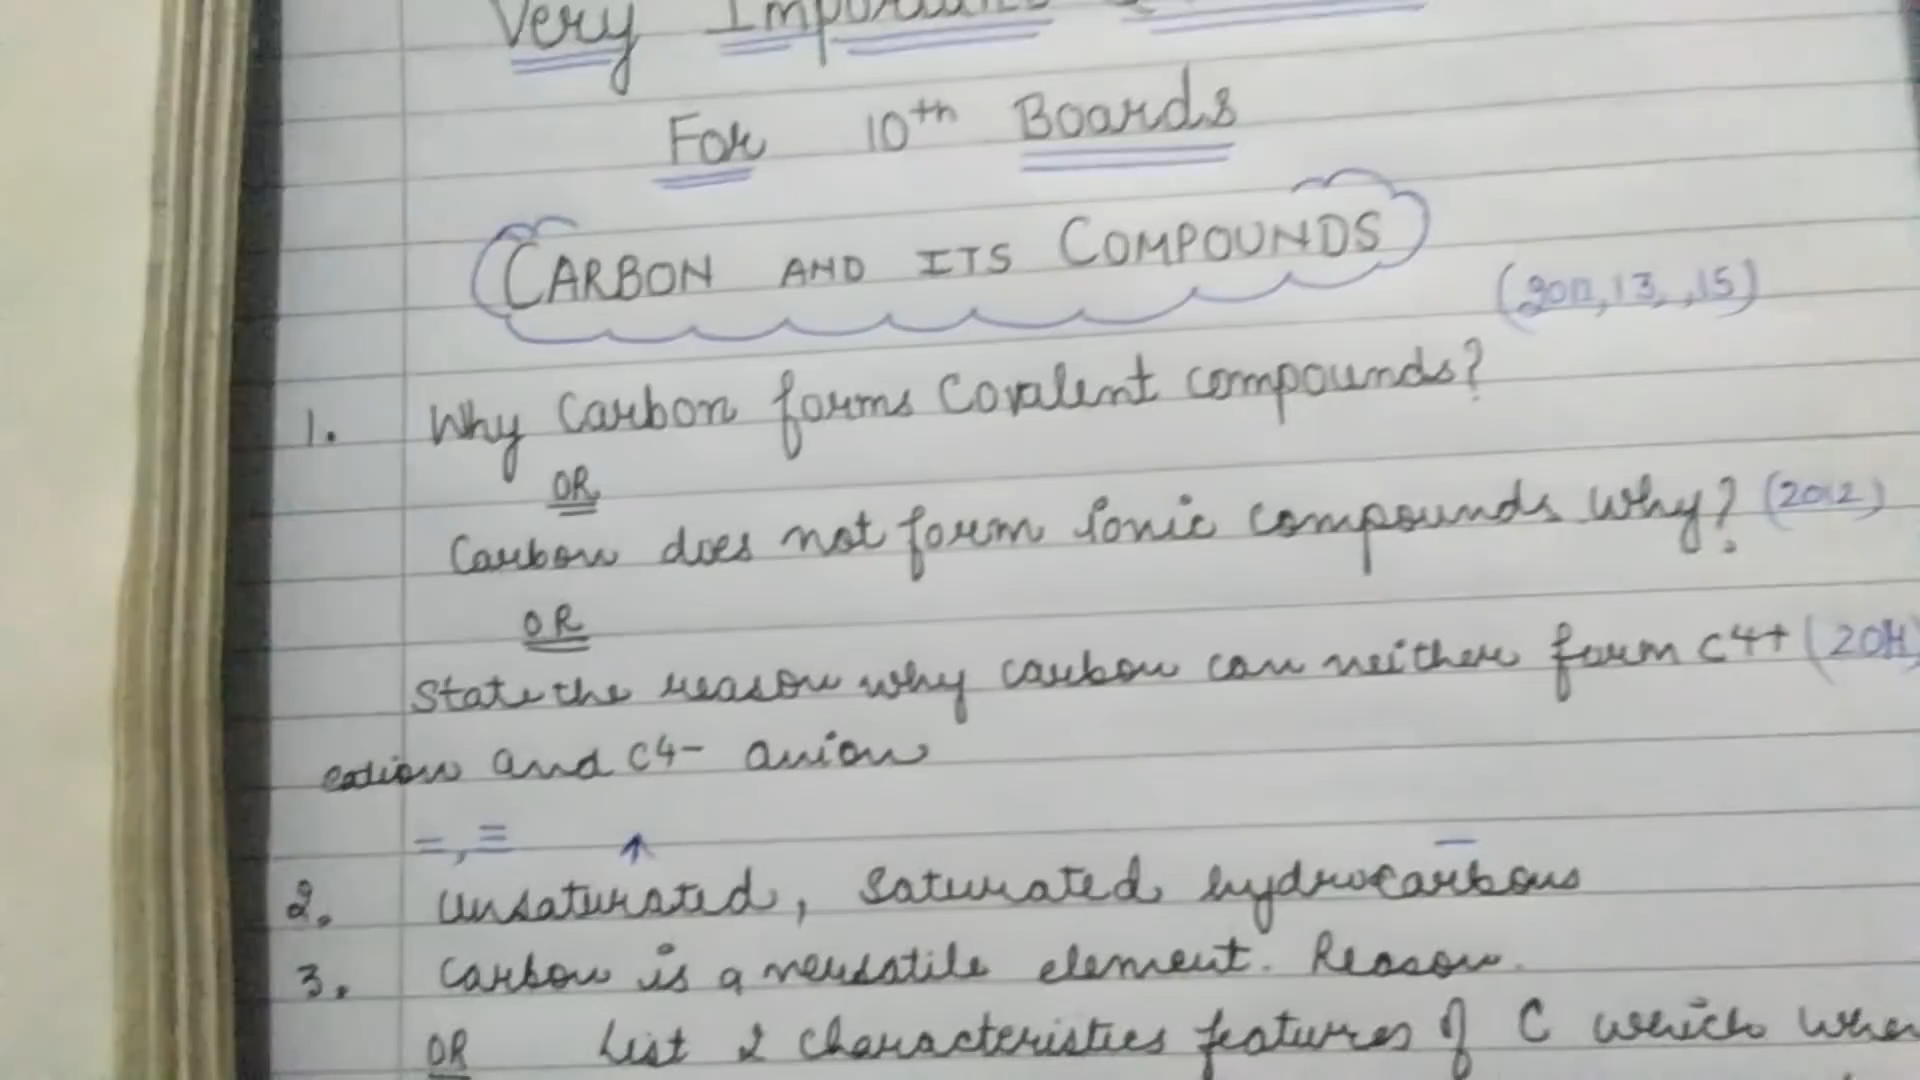 Very Important
For 10th Boards
CARBON AND ITS COMPOUNDS
(2011, 13, ,15)
1. Why Carbon forms Covalent compounds?
OR
Carbon does not form Ionic compounds why? (2012)
OR
State the reason why carbon can neither form C4+ (2011)
cation and C4- anion
=, ≡ ↑ —
2. Unsaturated, Saturated hydrocarbons
3. Carbon is a versatile element. Reason.
OR List 2 characteristics features of C which when